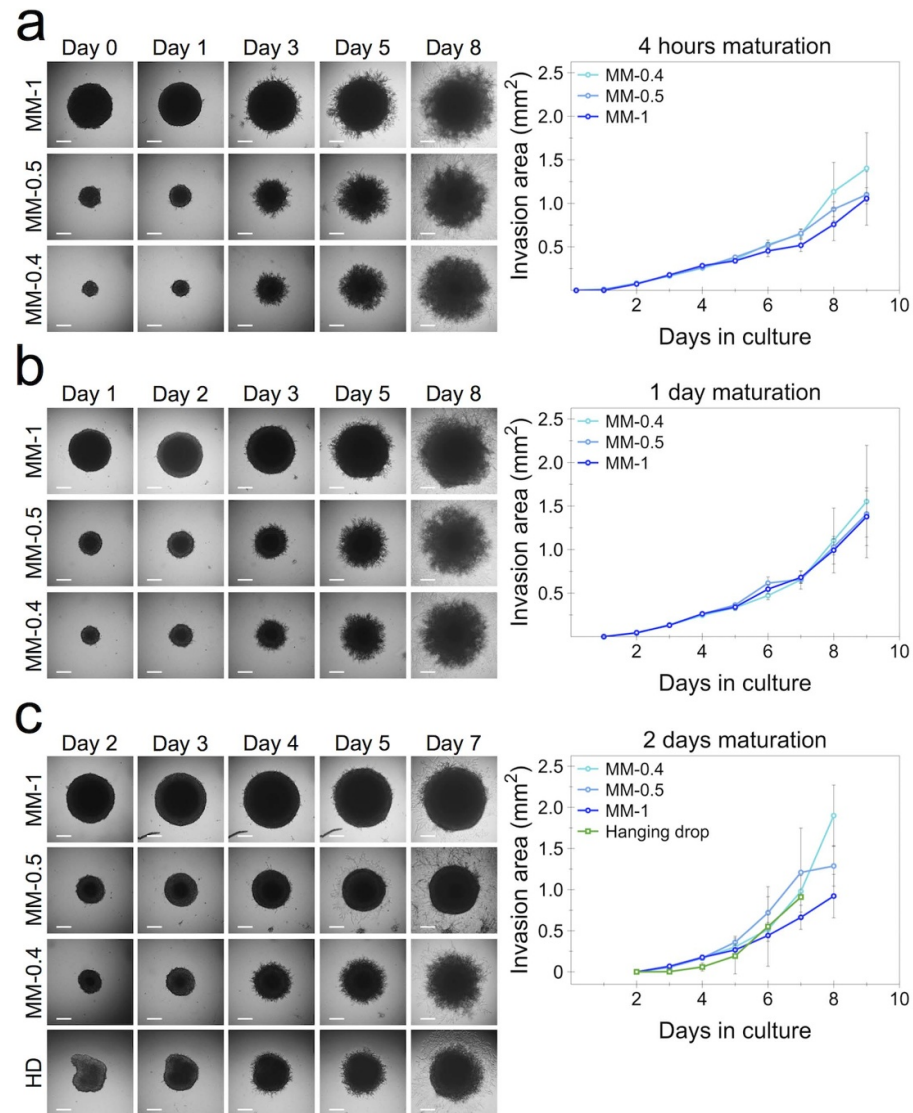 a
Day 0 Day 1 Day 3 Day 5 Day 8
MM-1
MM-0.5
MM-0.4
4 hours maturation
MM-0.4
MM-0.5
MM-1
Invasion area (mm²)
2.5
2.0
1.5
1.0
0.5
2 4 6 8 10
Days in culture
b
Day 1 Day 2 Day 3 Day 5 Day 8
MM-1
MM-0.5
MM-0.4
1 day maturation
MM-0.4
MM-0.5
MM-1
Invasion area (mm²)
2.5
2.0
1.5
1.0
0.5
2 4 6 8 10
Days in culture
c
Day 2 Day 3 Day 4 Day 5 Day 7
MM-1
MM-0.5
MM-0.4
HD
2 days maturation
MM-0.4
MM-0.5
MM-1
Hanging drop
Invasion area (mm²)
2.5
2.0
1.5
1.0
0.5
0
2 4 6 8 10
Days in culture